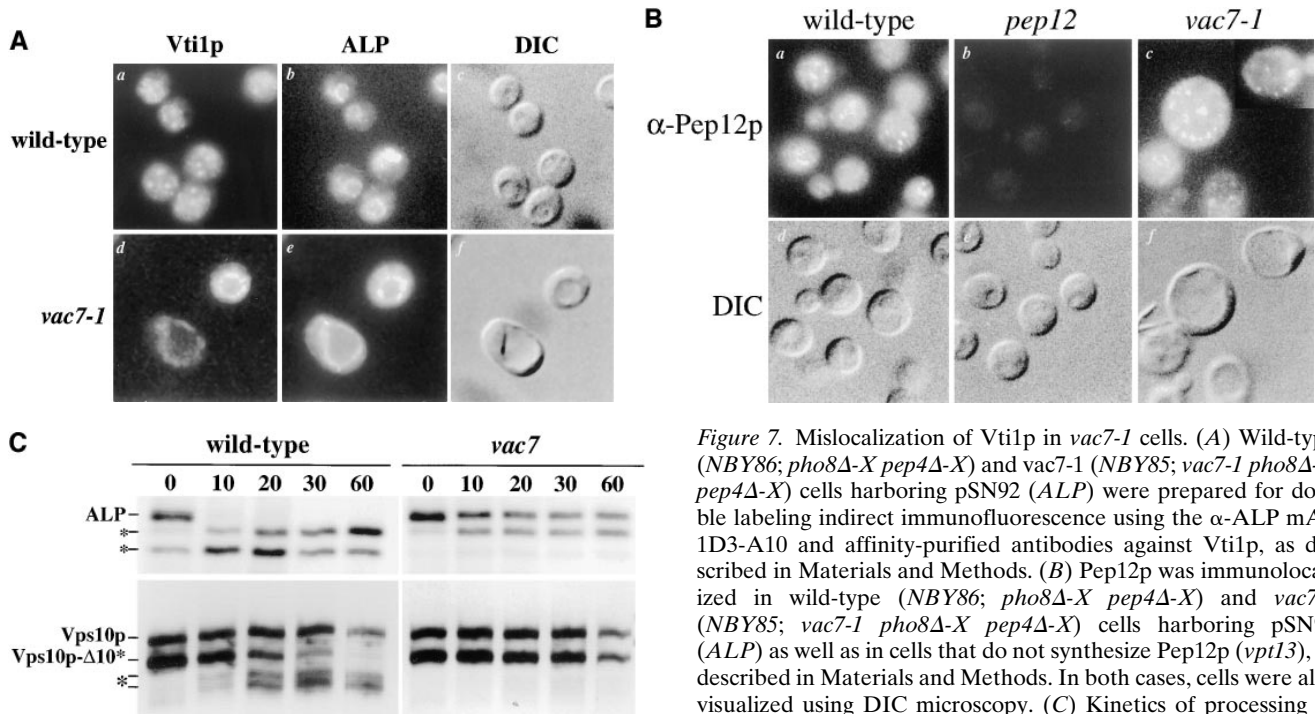 A
Vti1p ALP DIC
a b c
wild-type
d e f
vac7-1
B
wild-type pep12 vac7-1
a b c
α-Pep12p
d f
DIC
C
wild-type vac7
0 10 20 30 60 0 10 20 30 60
ALP
*
*
Vps10p
Vps10p-Δ10*
*
Figure 7. Mislocalization of Vti1p in vac7-1 cells. (A) Wild-typ
(NBY86; pho8Δ-X pep4Δ-X) and vac7-1 (NBY85; vac7-1 pho8Δ-
pep4Δ-X) cells harboring pSN92 (ALP) were prepared for dou
ble labeling indirect immunofluorescence using the α-ALP mA
1D3-A10 and affinity-purified antibodies against Vti1p, as d
scribed in Materials and Methods. (B) Pep12p was immunoloca
ized in wild-type (NBY86; pho8Δ-X pep4Δ-X) and vac7
(NBY85; vac7-1 pho8Δ-X pep4Δ-X) cells harboring pSN
(ALP) as well as in cells that do not synthesize Pep12p (vpt13),
described in Materials and Methods. In both cases, cells were al
visualized using DIC microscopy. (C) Kinetics of processing